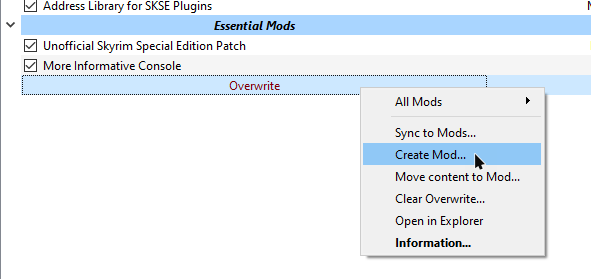 Address Library for SKSE Plugins
Essential Mods
Unofficial Skyrim Special Edition Patch
More Informative Console
Overwrite
All Mods
Sync to Mods...
Create Mod...
Move content to Mod...
Clear Overwrite...
Open in Explorer
Information...